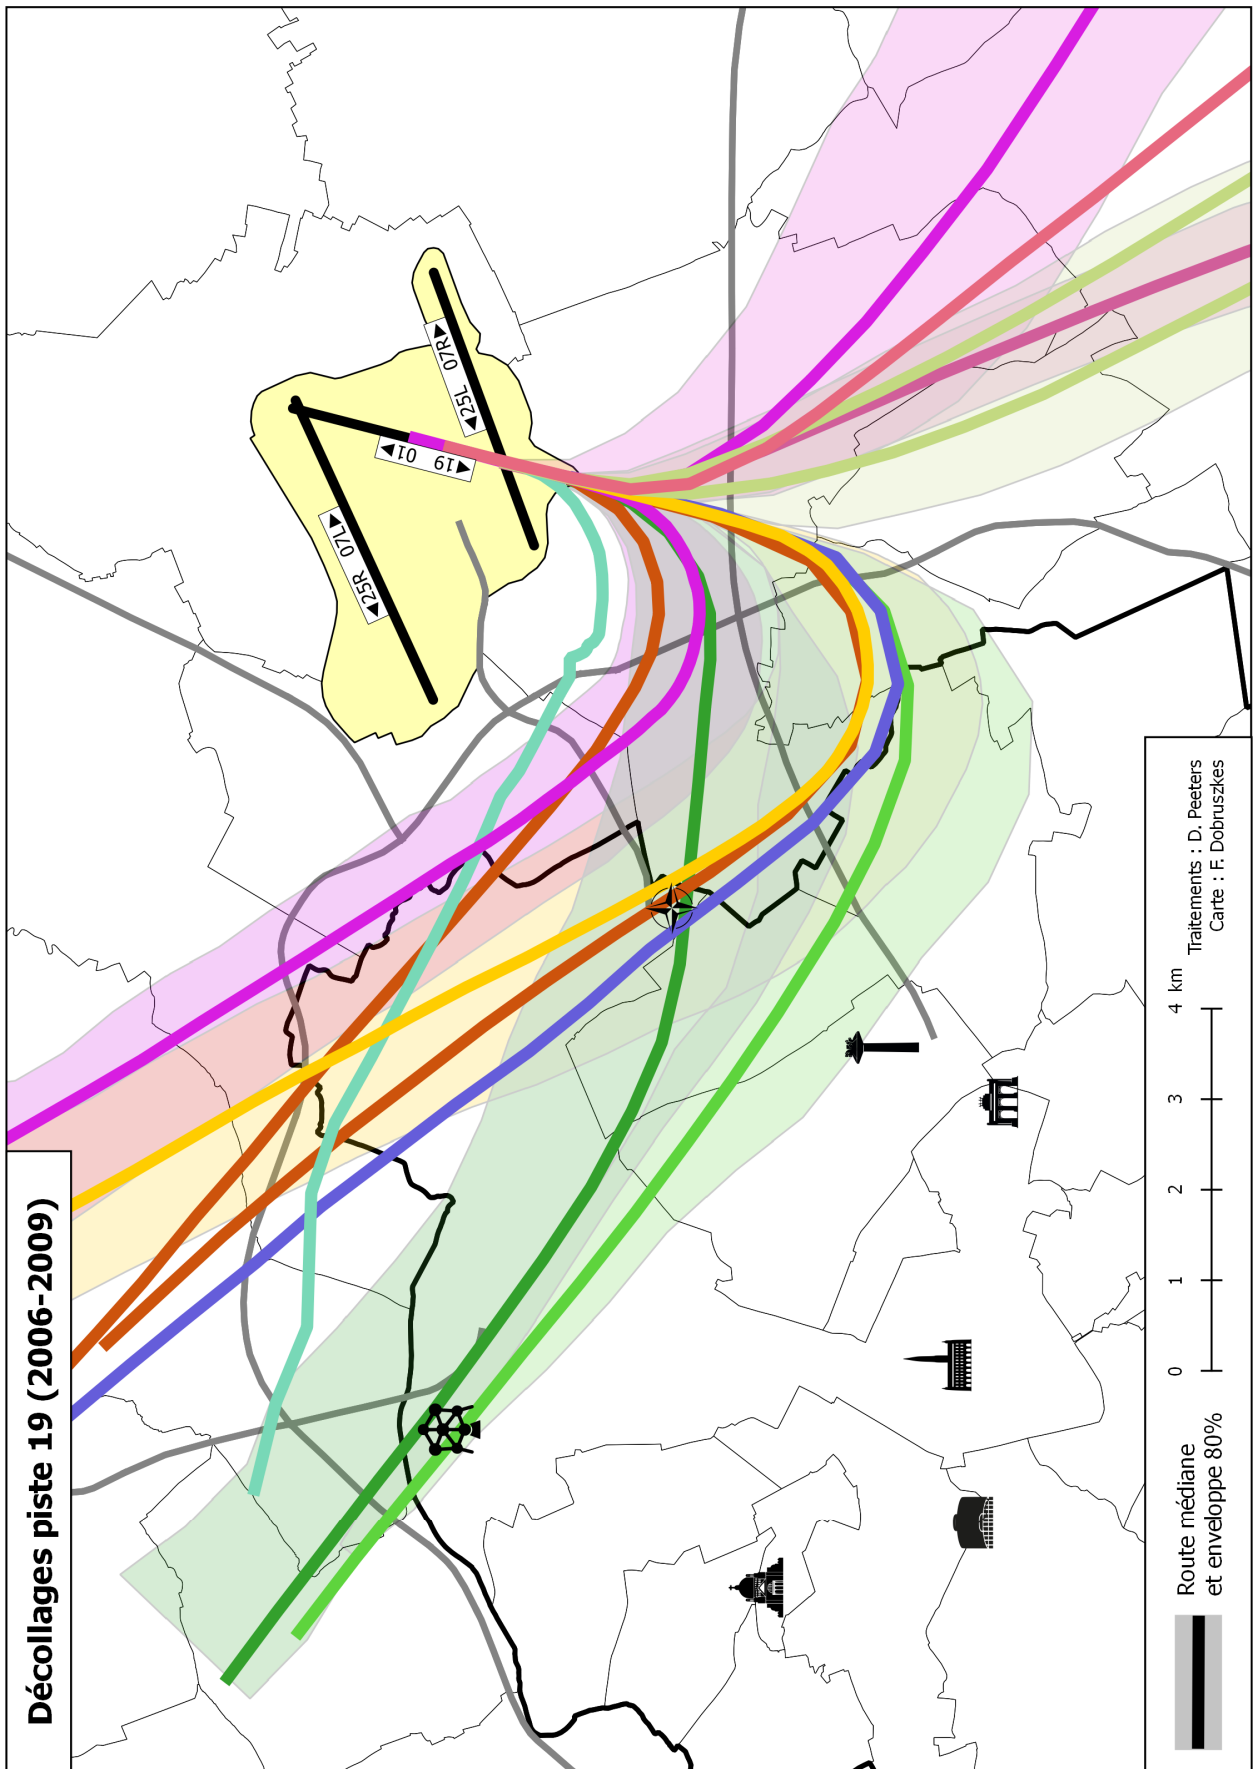 Décollages piste 19 (2006-2009)
◀25R 07L▶
01▶
◀19
◀25L 07R▶
Route médiane
et enveloppe 80%
0 1 2 3 4 km
Traitements : D. Peeters
Carte : F. Dobruszkes